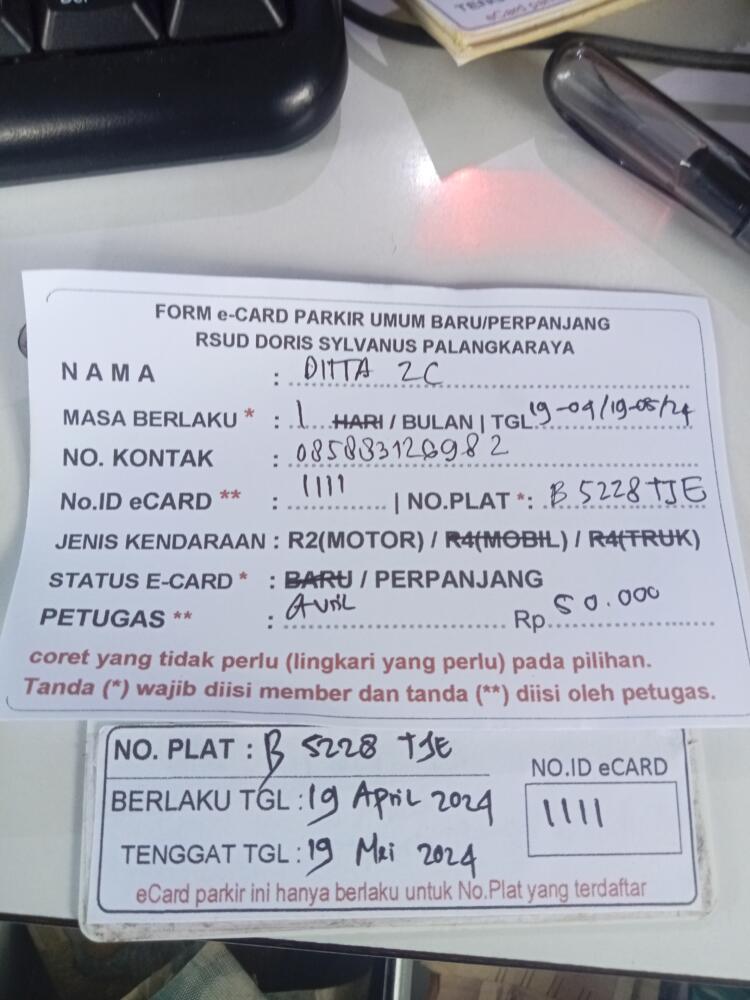 FORM e-CARD PARKIR UMUM BARU/PERPANJANG
RSUD DORIS SYLVANUS PALANGKARAYA
NAMA : DITTA 2C
MASA BERLAKU * : 1 HARI / BULAN | TGL 19-04/19-05/24
NO. KONTAK : 085883126982
No.ID eCARD ** : 1111 | NO.PLAT *: B 5228 TJE
JENIS KENDARAAN : R2(MOTOR) / R4(MOBIL) / R4(TRUK)
STATUS E-CARD * : BARU / PERPANJANG
PETUGAS ** : Avril Rp. 50.000
coret yang tidak perlu (lingkari yang perlu) pada pilihan.
Tanda (*) wajib diisi member dan tanda (**) diisi oleh petugas.
NO. PLAT : B 5228 TJE
NO.ID eCARD
BERLAKU TGL : 19 April 2024
1111
TENGGAT TGL : 19 Mei 2024
eCard parkir ini hanya berlaku untuk No.Plat yang terdaftar